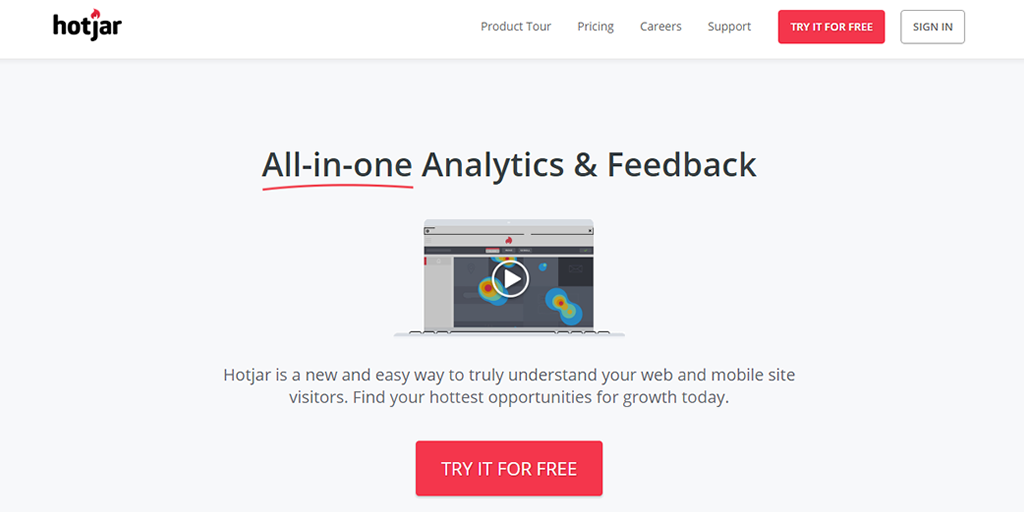 hotjar
Product Tour
Pricing
Careers
Support
TRY IT FOR FREE
SIGN IN
All-in-one Analytics & Feedback
Hotjar is a new and easy way to truly understand your web and mobile site
visitors. Find your hottest opportunities for growth today.
TRY IT FOR FREE